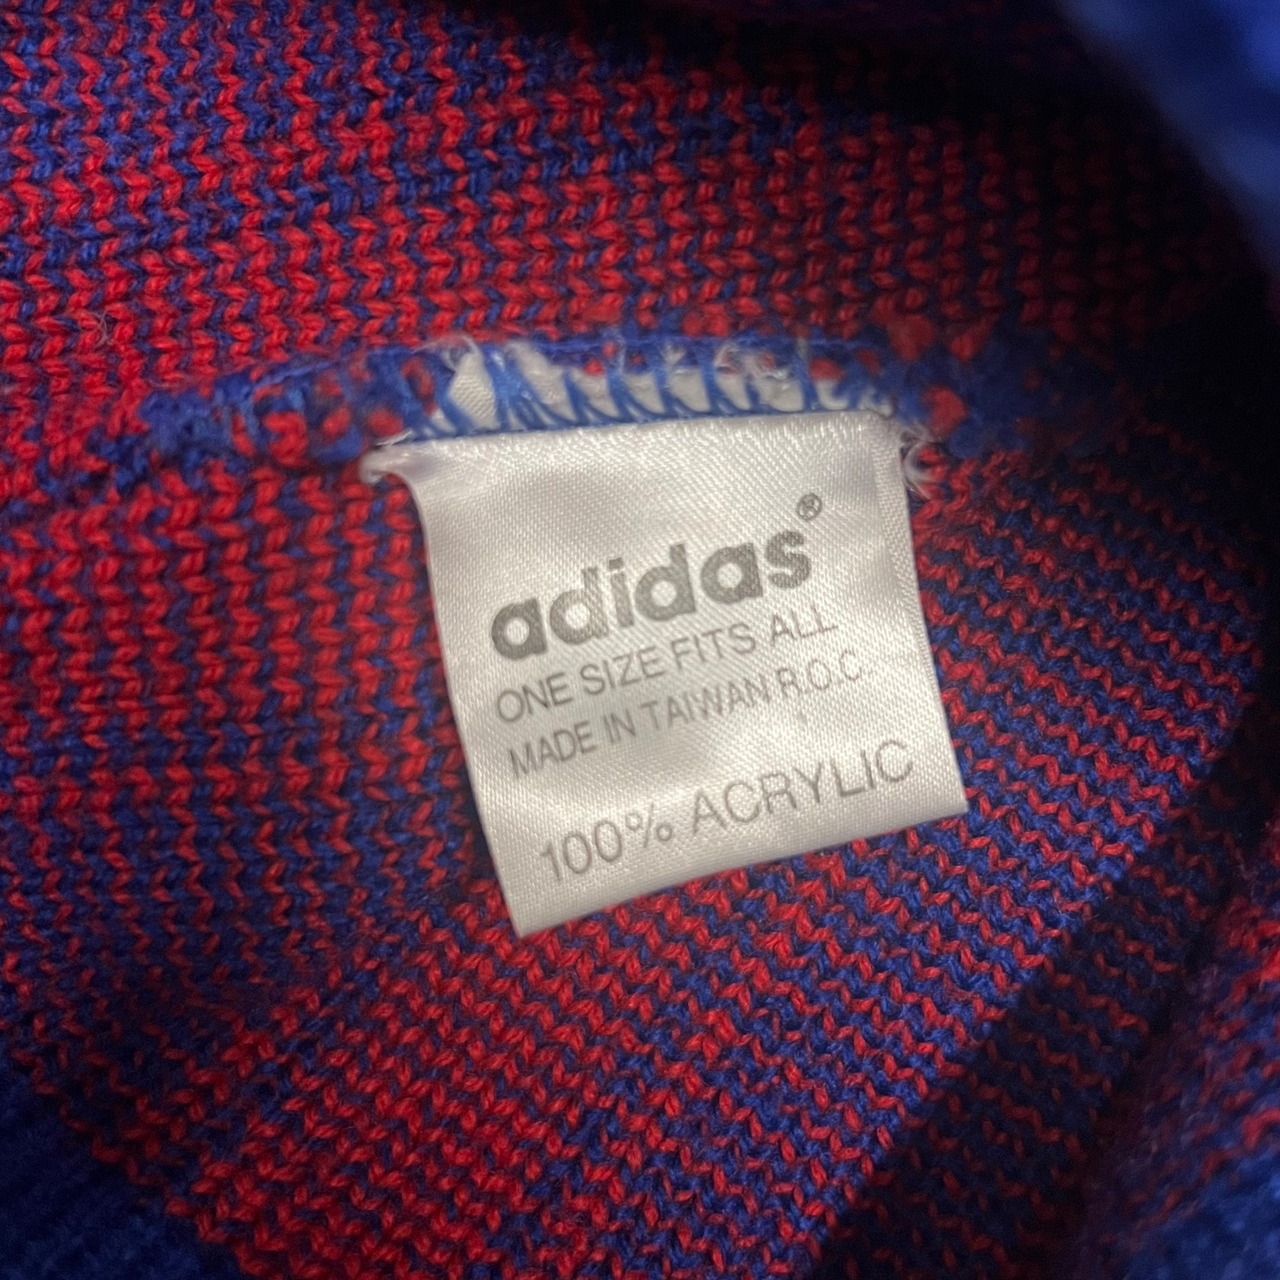 adidas®
ONE SIZE FITS ALL
MADE IN TAIWAN R.O.C.
100% ACRYLIC